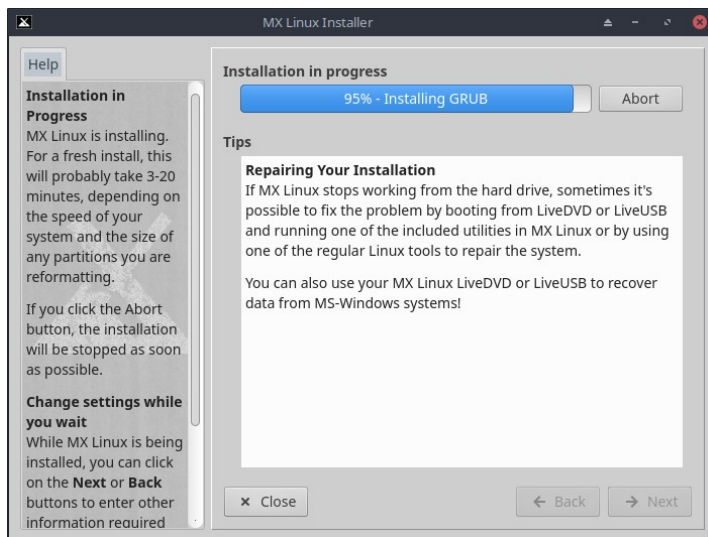 MX Linux Installer
Help
Installation in
Progress
MX Linux is installing.
For a fresh install, this
will probably take 3-20
minutes, depending on
the speed of your
system and the size of
any partitions you are
reformatting.
If you click the Abort
button, the installation
will be stopped as soon
as possible.
Change settings while
you wait
While MX Linux is being
installed, you can click
on the Next or Back
buttons to enter other
information required
Installation in progress
95% - Installing GRUB
Abort
Tips
Repairing Your Installation
If MX Linux stops working from the hard drive, sometimes it's
possible to fix the problem by booting from LiveDVD or LiveUSB
and running one of the included utilities in MX Linux or by using
one of the regular Linux tools to repair the system.
You can also use your MX Linux LiveDVD or LiveUSB to recover
data from MS-Windows systems!
Close
Back
Next